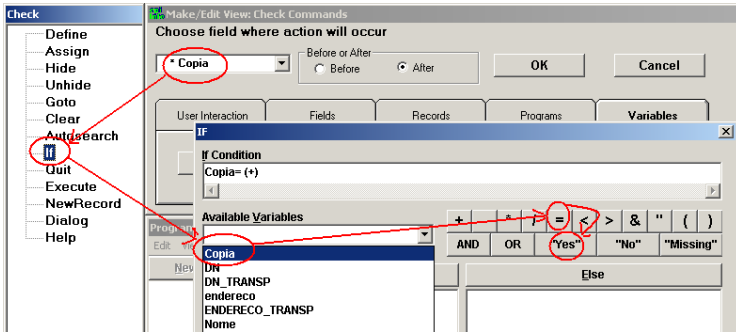 Check
Define
Assign
Hide
Unhide
Goto
Clear
Autosearch
If
Quit
Execute
NewRecord
Dialog
Help
Make/Edit View: Check Commands
Choose field where action will occur
* Copia
Before or After
Before
After
OK
Cancel
User Interaction
Fields
Records
Programs
Variables
IF
If Condition
Copia= (+)
Available Variables
+ - * / = < > & " ( )
AND OR "Yes" "No" "Missing"
Copia
DN
DN_TRANSP
endereco
ENDERECO_TRANSP
Nome
Else
Edit